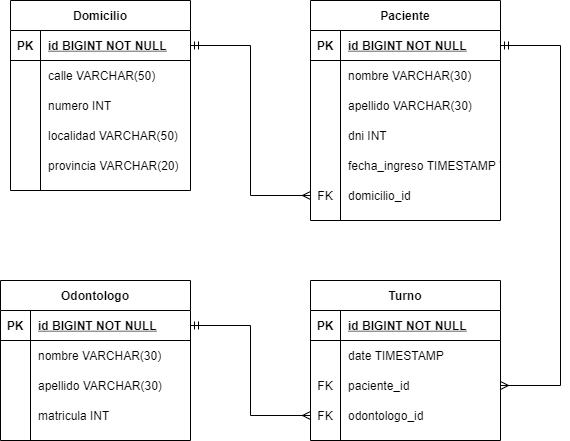 Domicilio
PK id BIGINT NOT NULL
calle VARCHAR(50)
numero INT
localidad VARCHAR(50)
provincia VARCHAR(20)
Paciente
PK id BIGINT NOT NULL
nombre VARCHAR(30)
apellido VARCHAR(30)
dni INT
fecha_ingreso TIMESTAMP
FK domicilio_id
Odontologo
PK id BIGINT NOT NULL
nombre VARCHAR(30)
apellido VARCHAR(30)
matricula INT
Turno
PK id BIGINT NOT NULL
date TIMESTAMP
FK paciente_id
FK odontologo_id